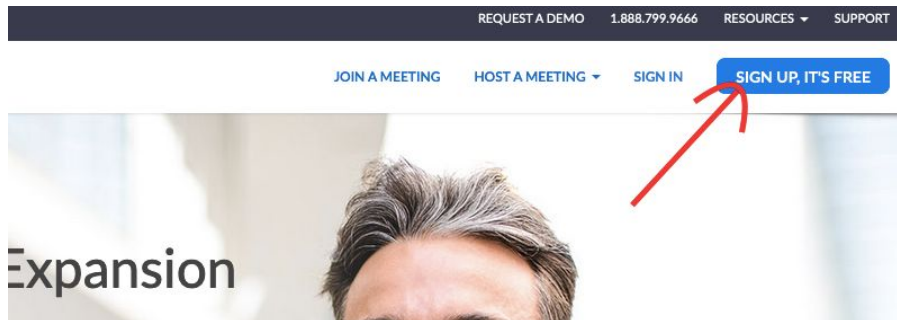 REQUEST A DEMO 1.888.799.9666 RESOURCES SUPPORT
JOIN A MEETING HOST A MEETING SIGN IN SIGN UP, IT'S FREE
Expansion